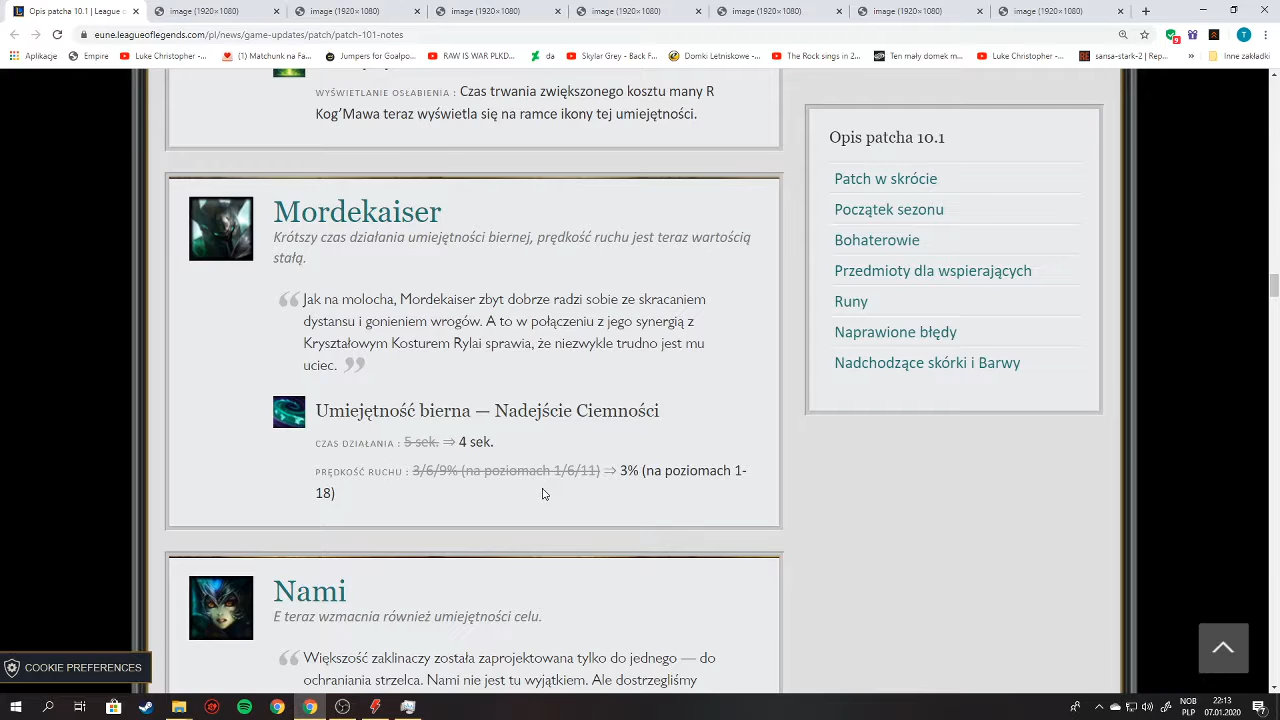 Opis patcha 10.1 | League o
image (1920×1080)
image (1920×1080)
image (1920×1080)
image (1920×1080)
image (1920×1080)
image (1920×1080)
image (1920×1080)
eune.leagueoflegends.com/pl/news/game-updates/patch/patch-101-notes
Aplikacje
Empire
Luke Christopher -...
(1) Matchunk na Fa...
Jumpers for Goalpo...
RAW IS WAR PLKD...
da
Skylar Grey - Back F...
Domki Letniskowe -...
The Rock sings in 2...
Ten mały domek m...
Luke Christopher -...
sansa-stark-2 | Rep...
Inne zakładki
WYŚWIETLANIE OSŁABIENIA : Czas trwania zwiększonego kosztu many R
Kog’Mawa teraz wyświetla się na ramce ikony tej umiejętności.
Mordekaiser
Krótszy czas działania umiejętności biernej, prędkość ruchu jest teraz wartością
stałą.
“ Jak na molocha, Mordekaiser zbyt dobrze radzi sobie ze skracaniem
dystansu i gonieniem wrogów. A to w połączeniu z jego synergią z
Kryształowym Kosturem Rylai sprawia, że niezwykle trudno jest mu
uciec. ”
Umiejętność bierna — Nadejście Ciemności
CZAS DZIAŁANIA : 5 sek. ⇒ 4 sek.
PRĘDKOŚĆ RUCHU : 3/6/9% (na poziomach 1/6/11) ⇒ 3% (na poziomach 1-
18)
Nami
E teraz wzmacnia również umiejętności celu.
“ Większość zaklinaczy została zaprojektowana tylko do jednego — do
ochraniania strzelca. Nami nie jest tu wyjątkiem. Ale dostrzegliśmy
Opis patcha 10.1
Patch w skrócie
Początek sezonu
Bohaterowie
Przedmioty dla wspierających
Runy
Naprawione błędy
Nadchodzące skórki i Barwy
COOKIE PREFERENCES
NOB
PLP
22:13
07.01.2020